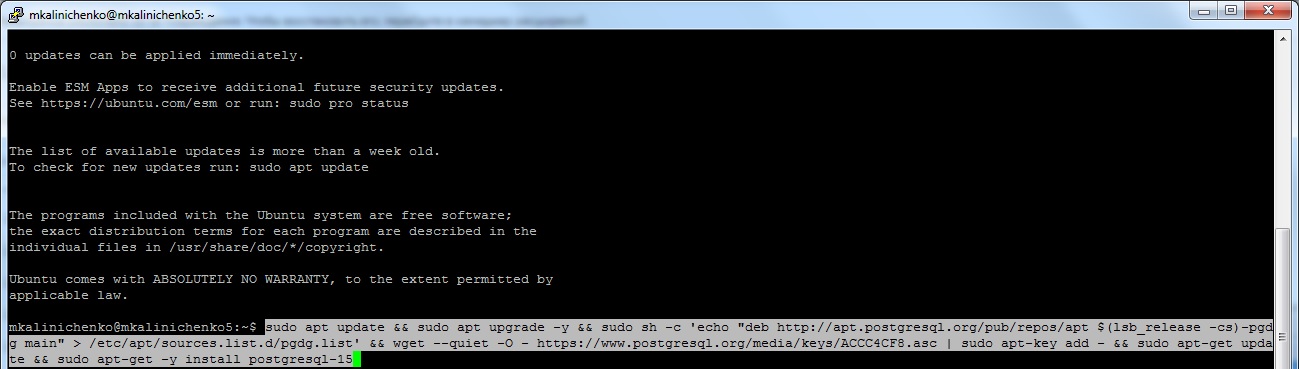 mkalinichenko@mkalinichenko5: ~
0 updates can be applied immediately.
Enable ESM Apps to receive additional future security updates.
See https://ubuntu.com/esm or run: sudo pro status
The list of available updates is more than a week old.
To check for new updates run: sudo apt update
The programs included with the Ubuntu system are free software;
the exact distribution terms for each program are described in the
individual files in /usr/share/doc/*/copyright.
Ubuntu comes with ABSOLUTELY NO WARRANTY, to the extent permitted by
applicable law.
mkalinichenko@mkalinichenko5:~$ sudo apt update && sudo apt upgrade -y && sudo sh -c 'echo "deb http://apt.postgresql.org/pub/repos/apt $(lsb_release -cs)-pgd
g main" > /etc/apt/sources.list.d/pgdg.list' && wget --quiet -O - https://www.postgresql.org/media/keys/ACCC4CF8.asc | sudo apt-key add - && sudo apt-get upda
te && sudo apt-get -y install postgresql-15